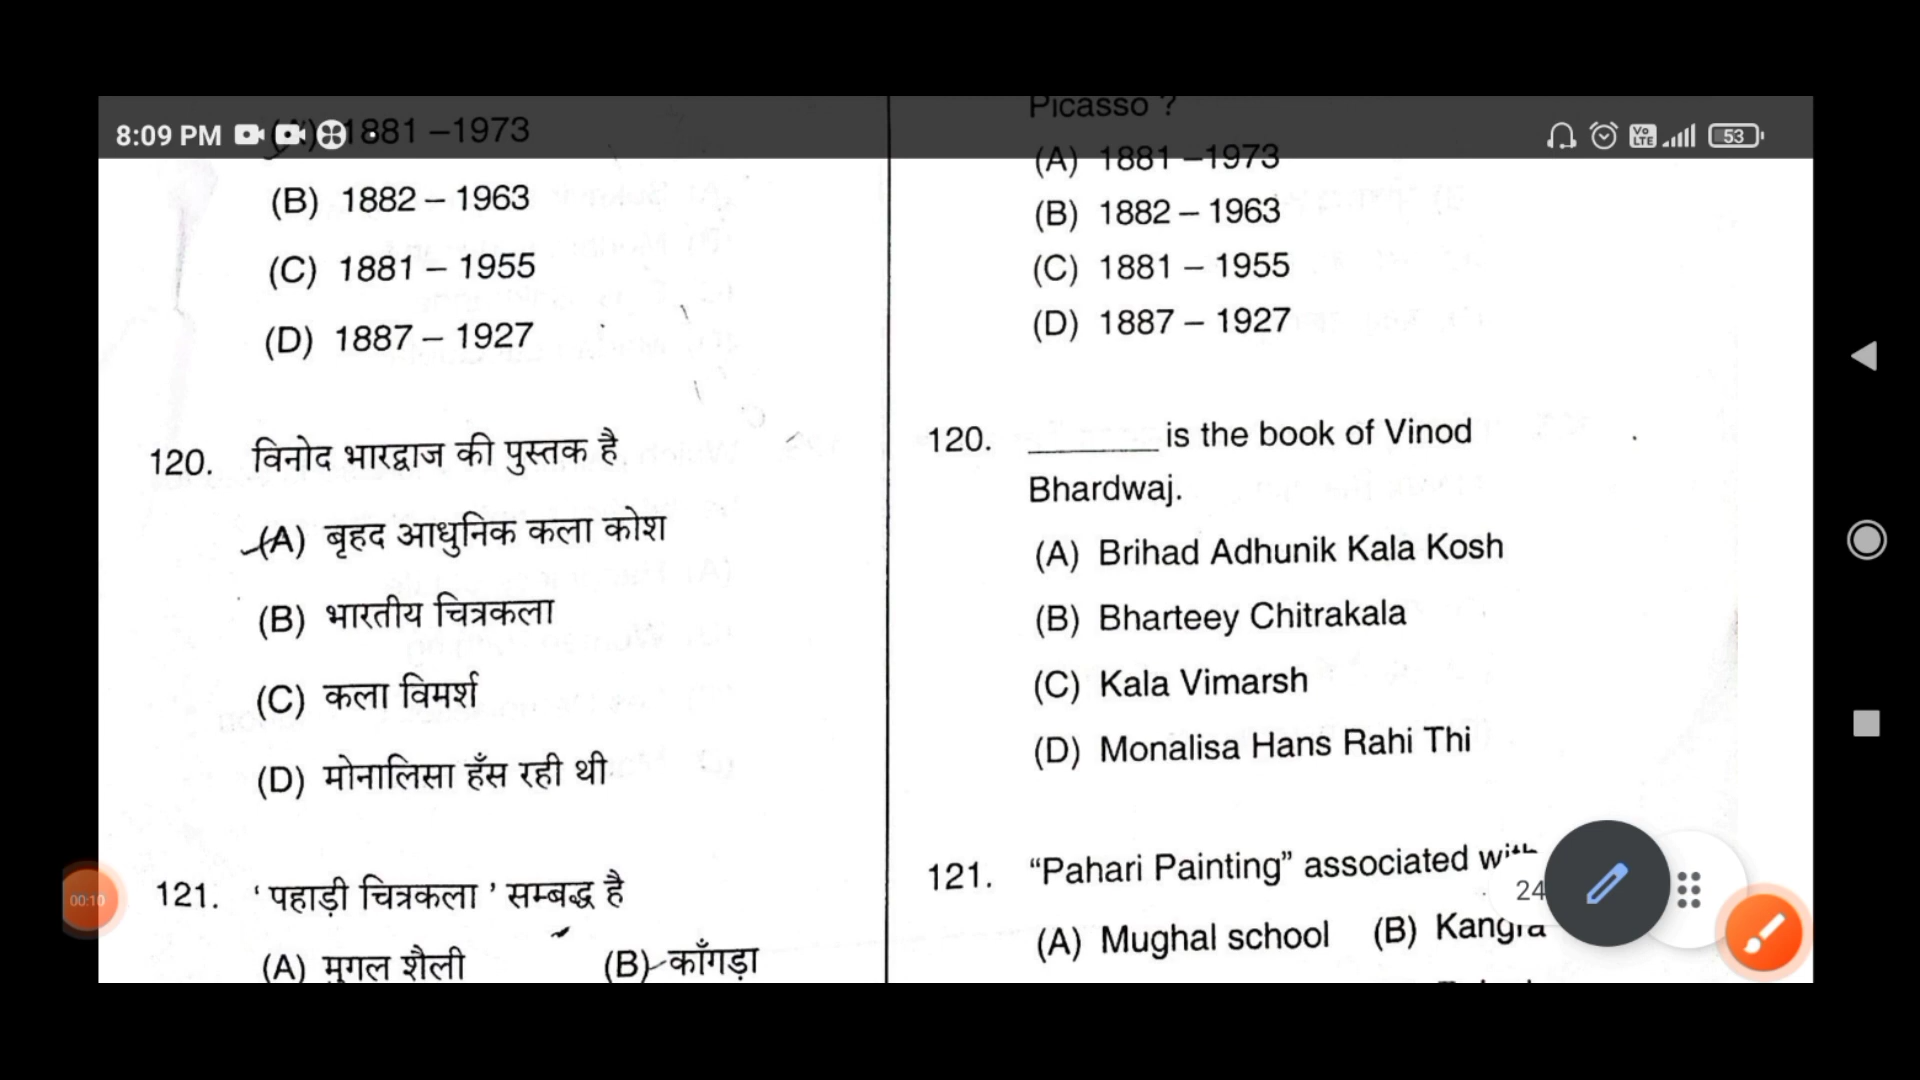 8:09 PM
53
(A) 1881 –1973
(B) 1882 – 1963
(C) 1881 – 1955
(D) 1887 – 1927
120. विनोद भारद्वाज की पुस्तक है
(A) बृहद आधुनिक कला कोश
(B) भारतीय चित्रकला
(C) कला विमर्श
(D) मोनालिसा हँस रही थी
121. ‘ पहाड़ी चित्रकला ’ सम्बद्ध है
(A) मुगल शैली (B) काँगड़ा
Picasso ?
(A) 1881 –1973
(B) 1882 – 1963
(C) 1881 – 1955
(D) 1887 – 1927
120. _______ is the book of Vinod
Bhardwaj.
(A) Brihad Adhunik Kala Kosh
(B) Bharteey Chitrakala
(C) Kala Vimarsh
(D) Monalisa Hans Rahi Thi
121. “Pahari Painting” associated with
(A) Mughal school (B) Kangra
24
00:10